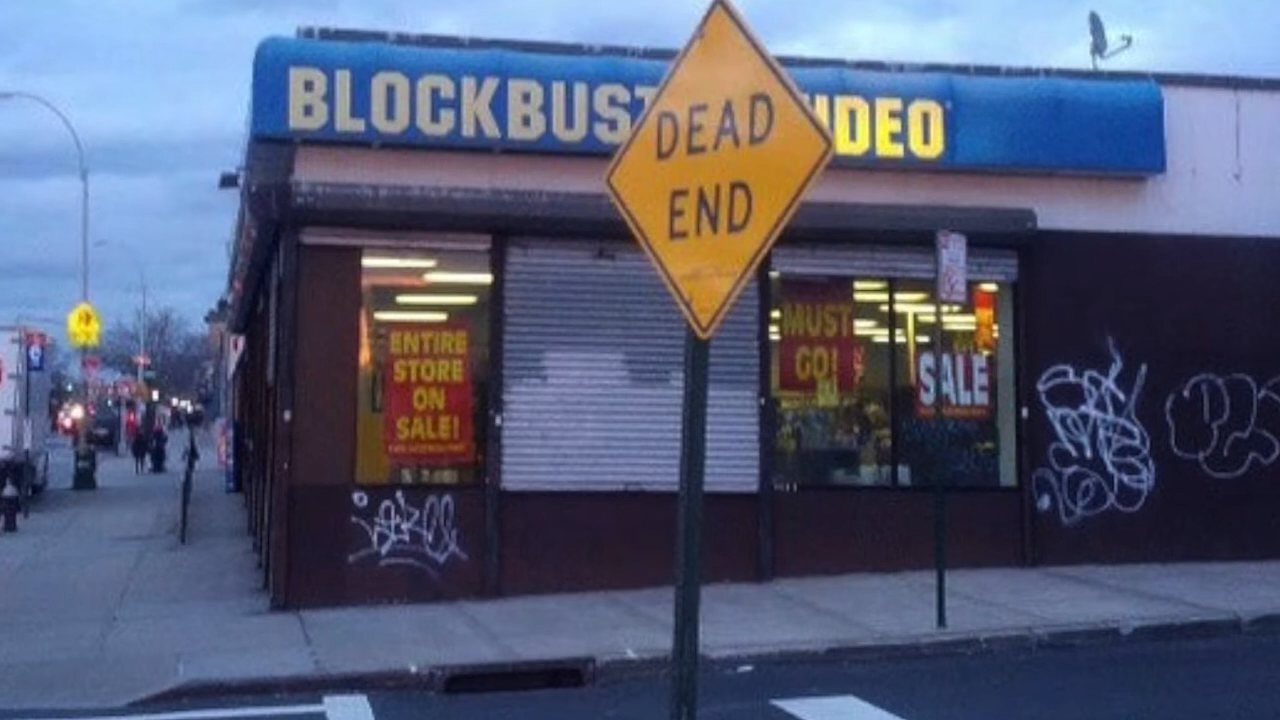 BLOCKBUST IDEO
DEAD
END
ENTIRE
STORE
ON
SALE!
MUST
GO!
SALE